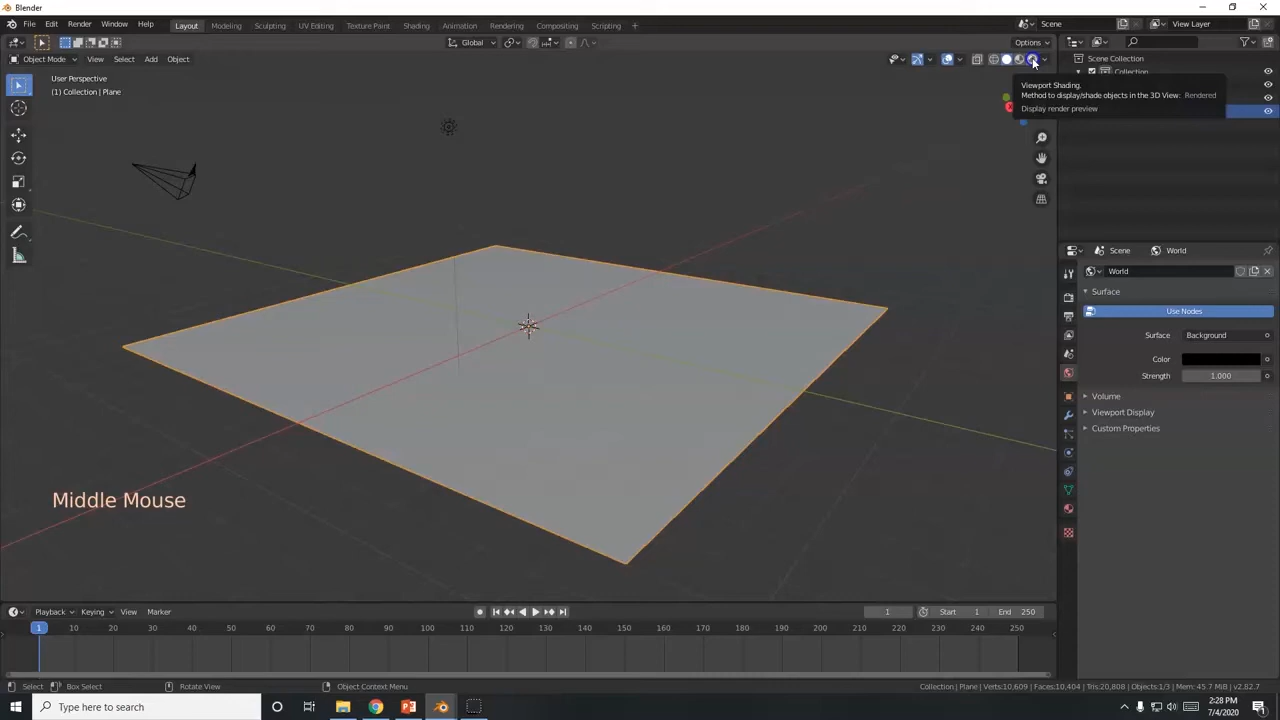 Blender
File Edit Render Window Help
Layout Modeling Sculpting UV Editing Texture Paint Shading Animation Rendering Compositing Scripting +
Scene
View Layer
Global
Options
Object Mode View Select Add Object
User Perspective
(1) Collection | Plane
Scene Collection
Collection
Viewport Shading.
Method to display/shade objects in the 3D View: Rendered
Display render preview
Scene World
World
Surface
Use Nodes
Surface Background
Color
Strength 1.000
Volume
Viewport Display
Custom Properties
Middle Mouse
Playback Keying View Marker
1 Start 1 End 250
1 10 20 30 40 50 60 70 80 90 100 110 120 130 140 150 160 170 180 190 200 210 220 230 240 250
Select Box Select Rotate View Object Context Menu
Collection | Plane | Verts:10,609 | Faces:10,404 | Tris:20,808 | Objects:1/3 | Mem: 45.7 MiB | v2.82.7
Type here to search
2:28 PM
7/4/2020